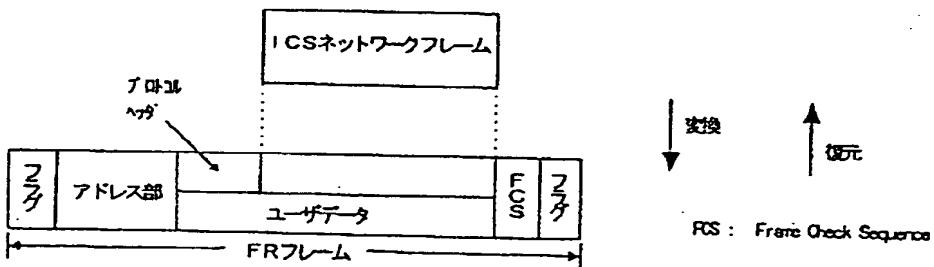 ICSネットワークフレーム
プロトコル
ヘッダ
変換
復元
フラグ
アドレス部
FCS
フラグ
ユーザデータ
FRフレーム
FCS : Frame Check Sequence